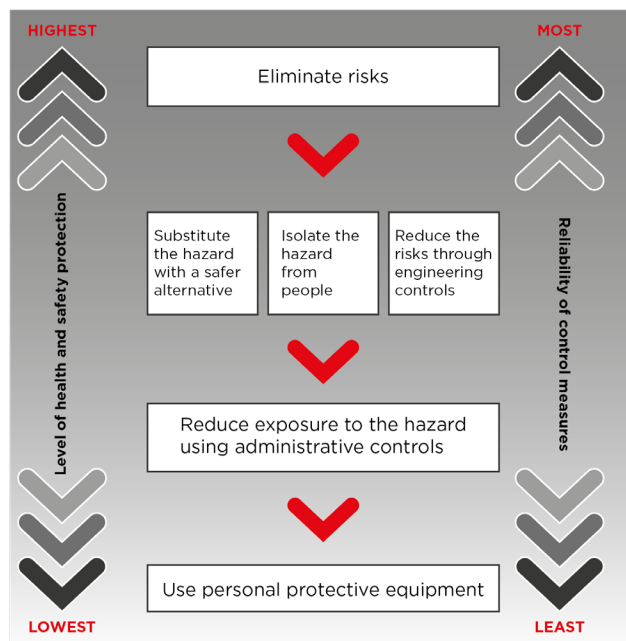 HIGHEST
MOST
Eliminate risks
Substitute
the hazard
with a safer
alternative
Isolate the
hazard
from
people
Reduce the
risks through
engineering
controls
Level of health and safety protection
Reliability of control measures
Reduce exposure to the hazard
using administrative controls
Use personal protective equipment
LOWEST
LEAST